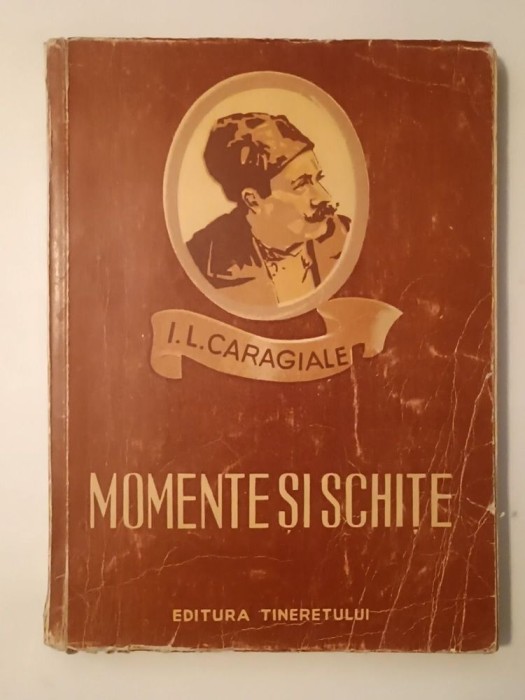 I.L. CARAGIALE
MOMENTE ȘI SCHIȚE
EDITURA TINERETULUI